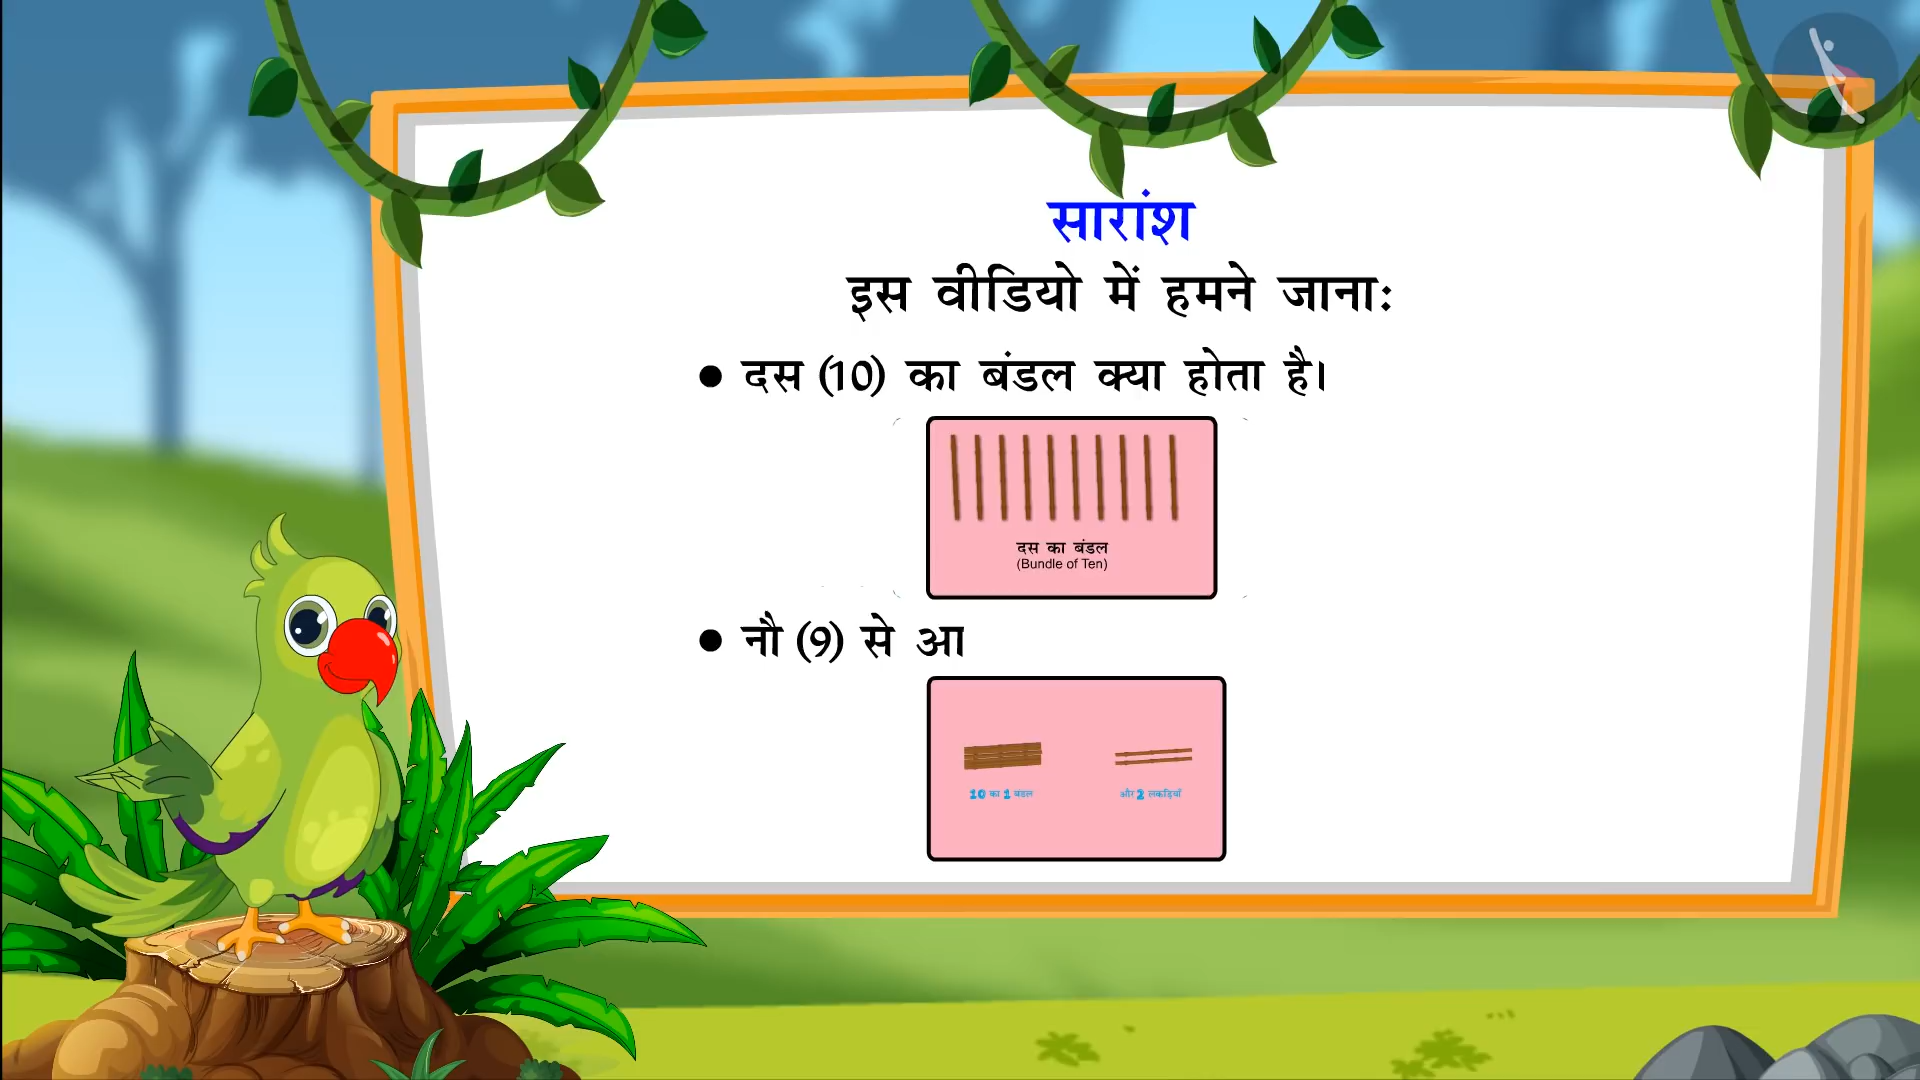 सारांश
इस वीडियो में हमने जाना:
• दस (10) का बंडल क्या होता है।
दस का बंडल
(Bundle of Ten)
• नौ (9) से आ
10 का 1 बंडल
और 2 लकड़ियाँ